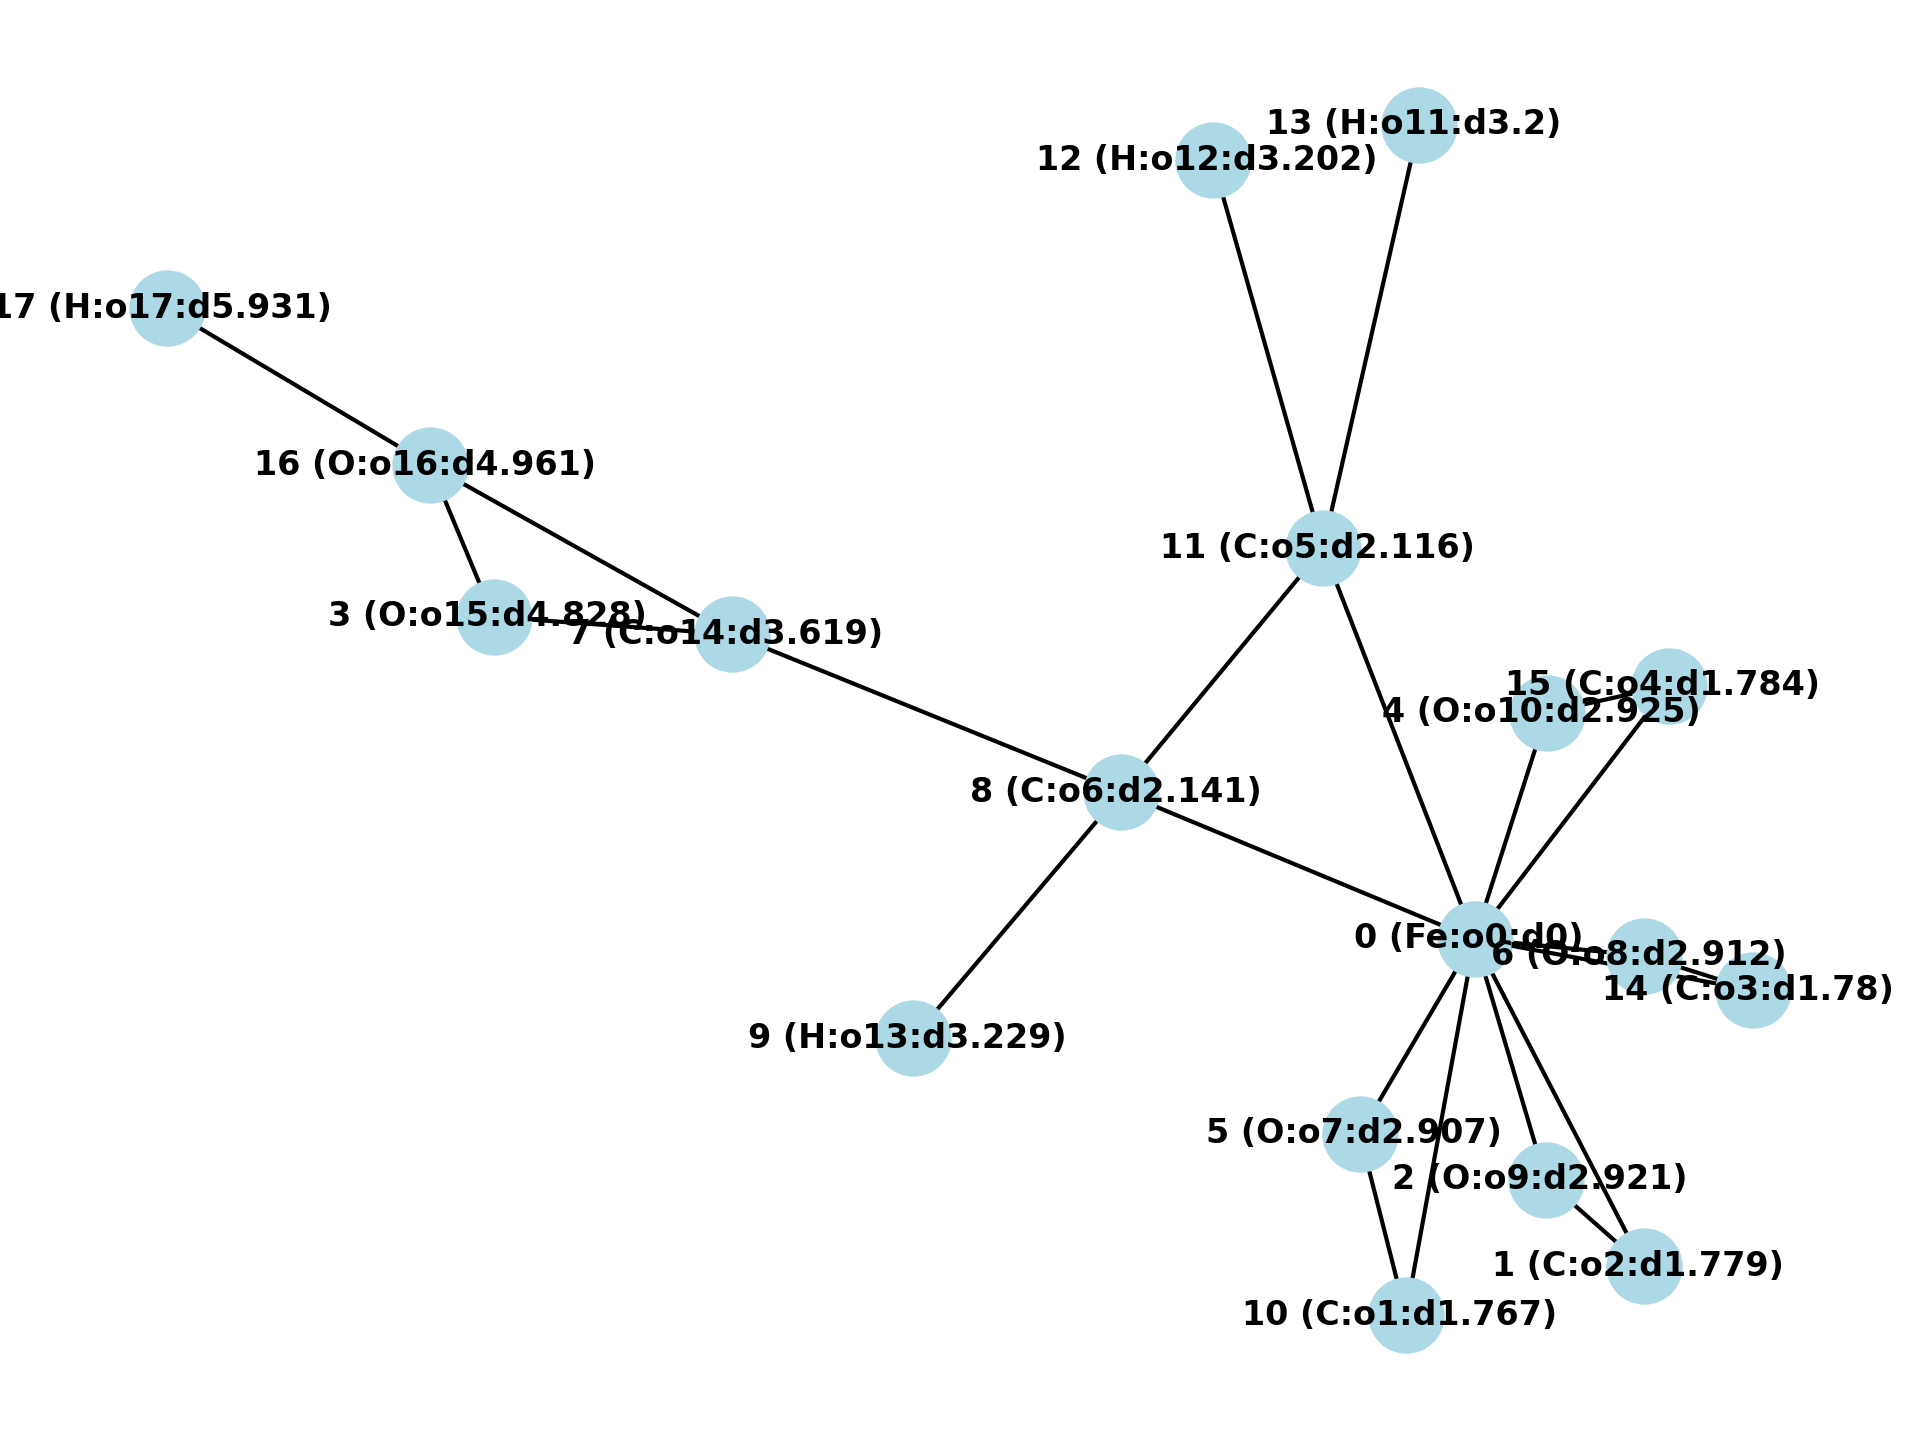 13 (H:o11:d3.2)
12 (H:o12:d3.202)
17 (H:o17:d5.931)
16 (O:o16:d4.961)
11 (C:o5:d2.116)
3 (O:o15:d4.828)
7 (C:o14:d3.619)
15 (C:o4:d1.784)
4 (O:o10:d2.925)
8 (C:o6:d2.141)
0 (Fe:o0:d0)
6 (O:o8:d2.912)
14 (C:o3:d1.78)
9 (H:o13:d3.229)
5 (O:o7:d2.907)
2 (O:o9:d2.921)
1 (C:o2:d1.779)
10 (C:o1:d1.767)